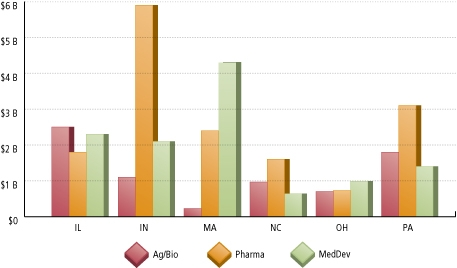 $6 B
$5 B
$4 B
$3 B
$2 B
$1 B
$0
IL IN MA NC OH PA
Ag/Bio Pharma MedDev